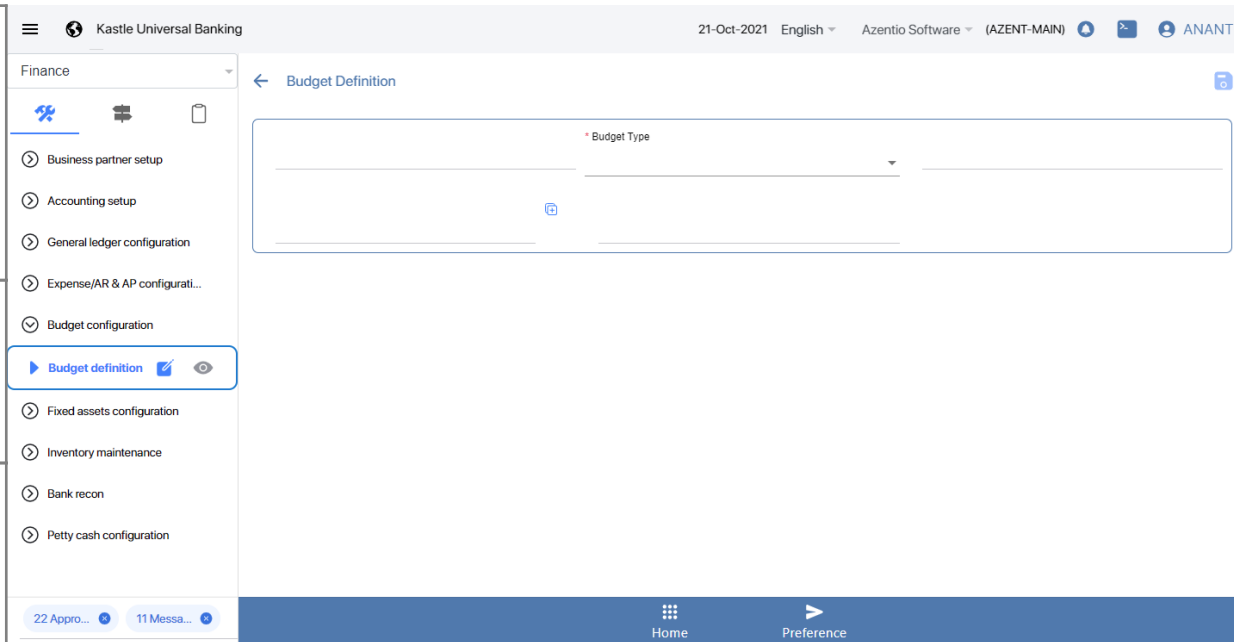 Kastle Universal Banking
21-Oct-2021 English Azentio Software (AZENT-MAIN) ANANT
Finance
Budget Definition
* Budget Type
Business partner setup
Accounting setup
General ledger configuration
Expense/AR & AP configurati...
Budget configuration
Budget definition
Fixed assets configuration
Inventory maintenance
Bank recon
Petty cash configuration
22 Appro... 11 Messa...
Home Preference